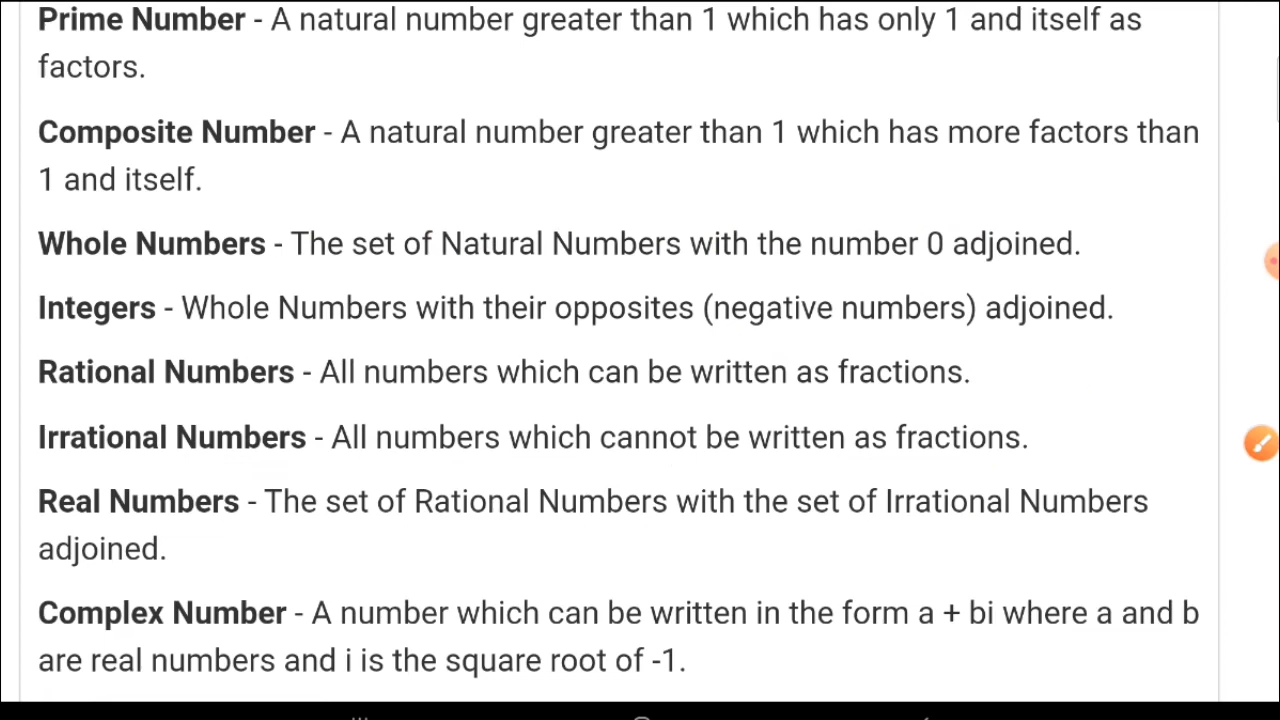 Prime Number - A natural number greater than 1 which has only 1 and itself as
factors.
Composite Number - A natural number greater than 1 which has more factors than
1 and itself.
Whole Numbers - The set of Natural Numbers with the number 0 adjoined.
Integers - Whole Numbers with their opposites (negative numbers) adjoined.
Rational Numbers - All numbers which can be written as fractions.
Irrational Numbers - All numbers which cannot be written as fractions.
Real Numbers - The set of Rational Numbers with the set of Irrational Numbers
adjoined.
Complex Number - A number which can be written in the form a + bi where a and b
are real numbers and i is the square root of -1.